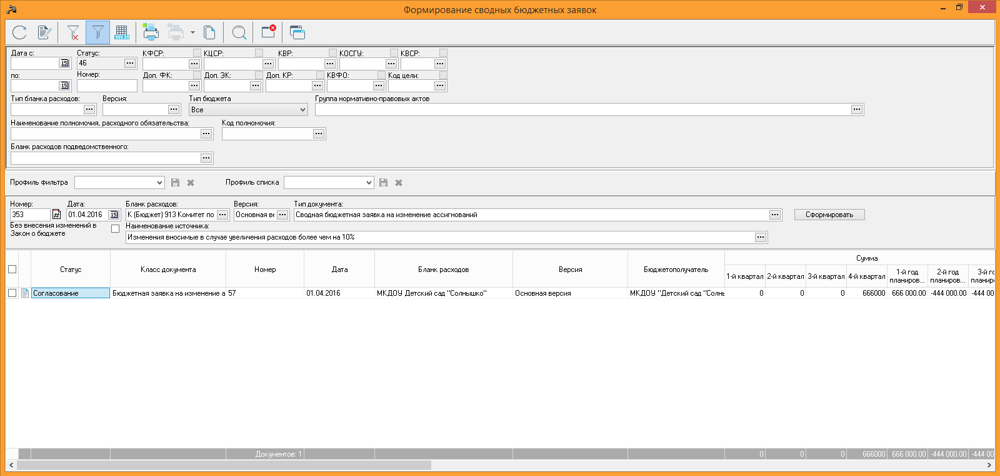 Формирование сводных бюджетных заявок
999.99
Дата с: Статус: КФСР: КЦСР: КВР: КОСГУ: КВСР:
15 46
по: Номер: Доп. ФК: Доп. ЭК: Доп. КР: КВФО: Код цели:
15
Тип бланка расходов: Версия: Тип бюджета Группа нормативно-правовых актов
Все
Наименование полномочия, расходного обязательства: Код полномочия:
Бланк расходов подведомственного:
Профиль фильтра Профиль списка
Номер: Дата: Бланк расходов: Версия: Тип документа:
353 # 01.04.2016 15 К (Бюджет) 913 Комитет по Основная ве Сводная бюджетная заявка на изменение ассигнований Сформировать
Без внесения изменений в Закон о бюджете Наименование источника:
Изменения вносимые в случае увеличения расходов более чем на 10%
Сумма
Статус Класс документа Номер Дата Бланк расходов Версия Бюджетополучатель
1-й квартал 2-й квартал 3-й квартал 4-й квартал 1-й год планиров... 2-й год планиров... 3-й гс планир
Согласование Бюджетная заявка на изменение а 57 01.04.2016 МКДОУ Детский сад "Солнышко" Основная версия МКДОУ "Детский сад "Солны 0 0 0 666000 666 000.00 -444 000.00 -444 00
Документов: 1 0 0 0 666000 666 000.00 -444 000.00 -444 00